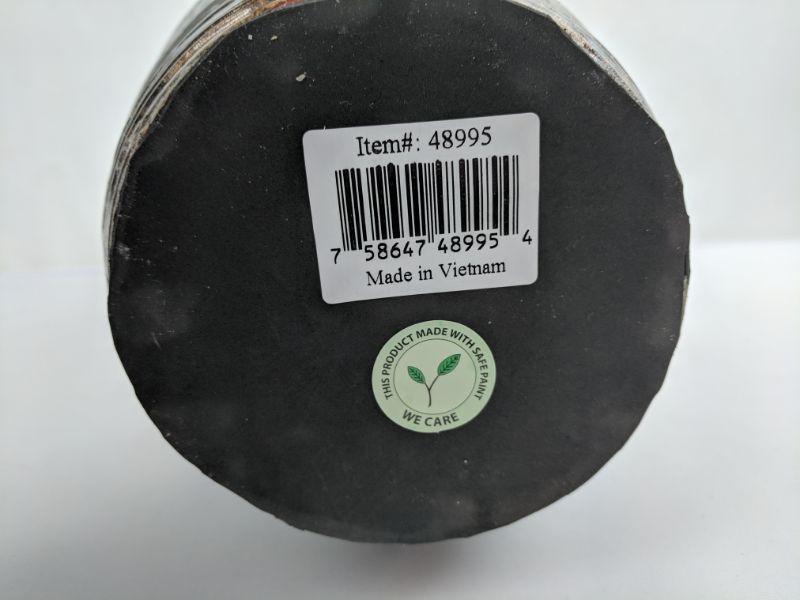 Item#: 48995
7 58647 48995 4
Made in Vietnam
THIS PRODUCT MADE WITH SAFE PAINT
WE CARE